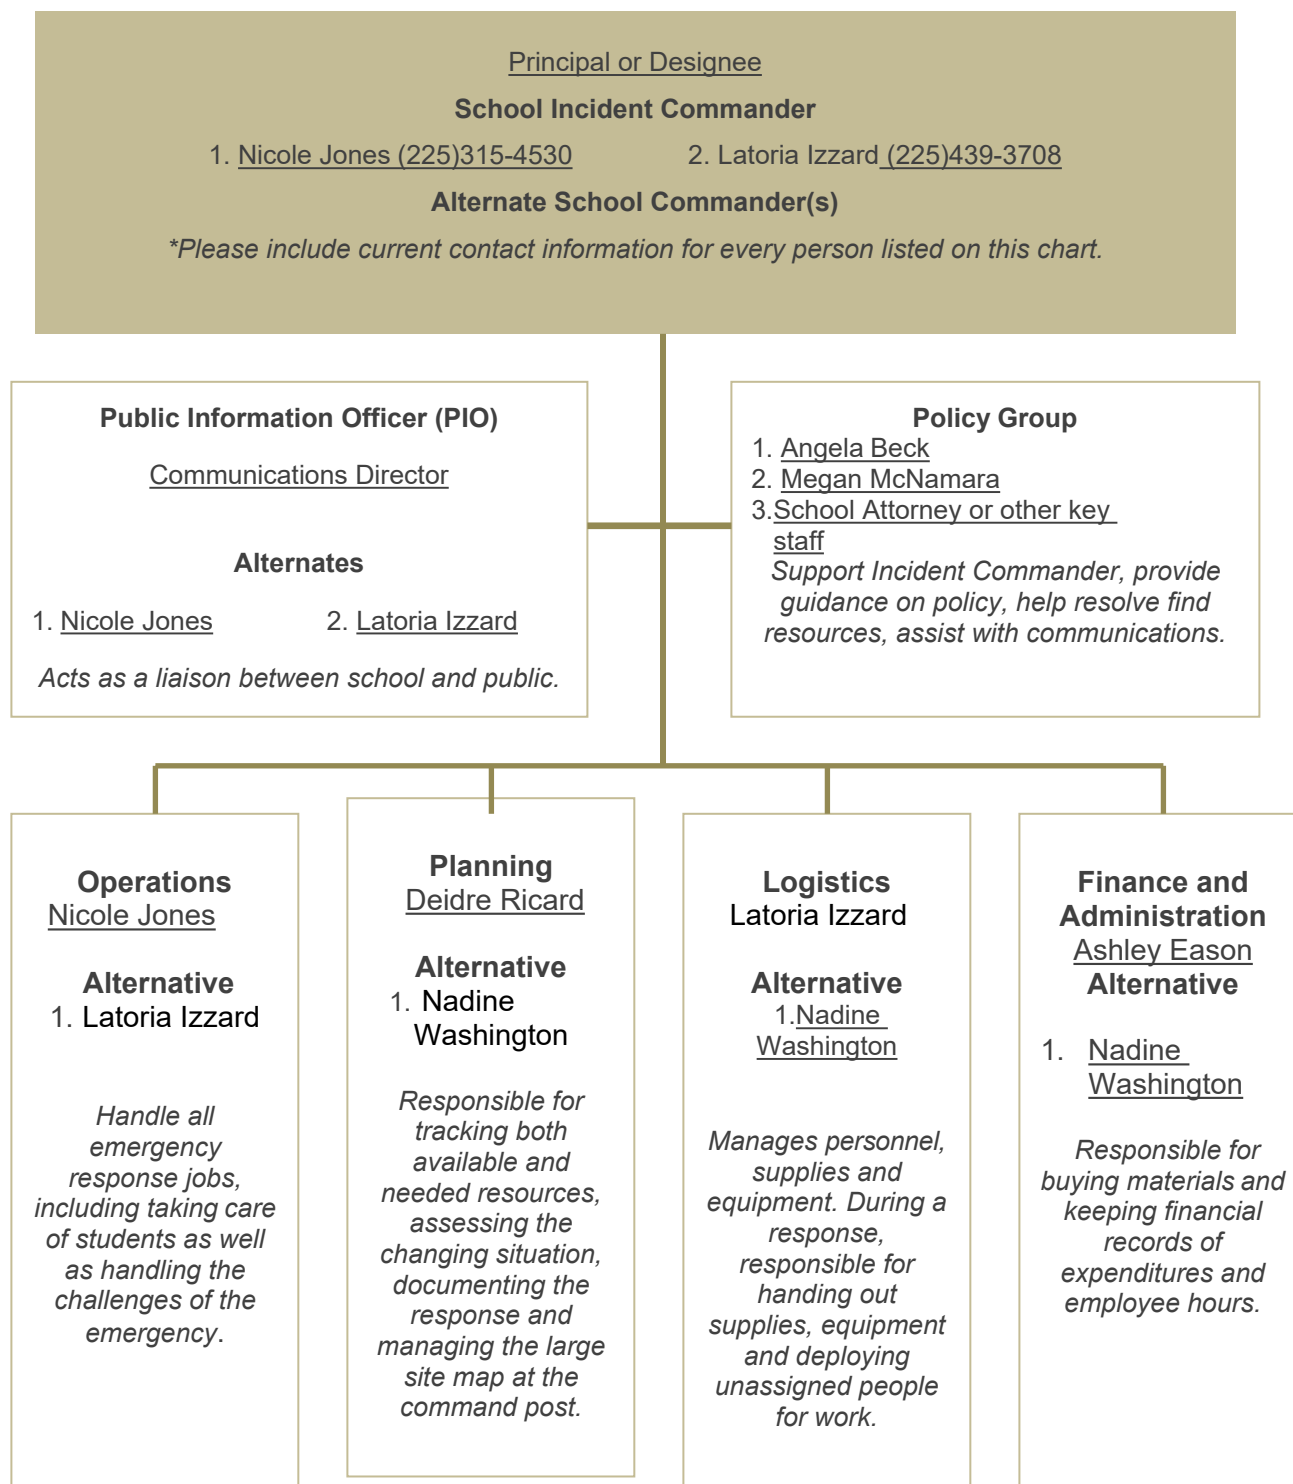 Principal or Designee
School Incident Commander
1. Nicole Jones (225)315-4530 2. Latoria Izzard (225)439-3708
Alternate School Commander(s)
*Please include current contact information for every person listed on this chart.
Public Information Officer (PIO)
Communications Director
Alternates
1. Nicole Jones 2. Latoria Izzard
Acts as a liaison between school and public.
Policy Group
1. Angela Beck
2. Megan McNamara
3.School Attorney or other key
staff
Support Incident Commander, provide
guidance on policy, help resolve find
resources, assist with communications.
Operations
Nicole Jones
Alternative
1. Latoria Izzard
Handle all
emergency
response jobs,
including taking care
of students as well
as handling the
challenges of the
emergency.
Planning
Deidre Ricard
Alternative
1. Nadine
Washington
Responsible for
tracking both
available and
needed resources,
assessing the
changing situation,
documenting the
response and
managing the large
site map at the
command post.
Logistics
Latoria Izzard
Alternative
1.Nadine
Washington
Manages personnel,
supplies and
equipment. During a
response,
responsible for
handing out
supplies, equipment
and deploying
unassigned people
for work.
Finance and
Administration
Ashley Eason
Alternative
1. Nadine
Washington
Responsible for
buying materials and
keeping financial
records of
expenditures and
employee hours.